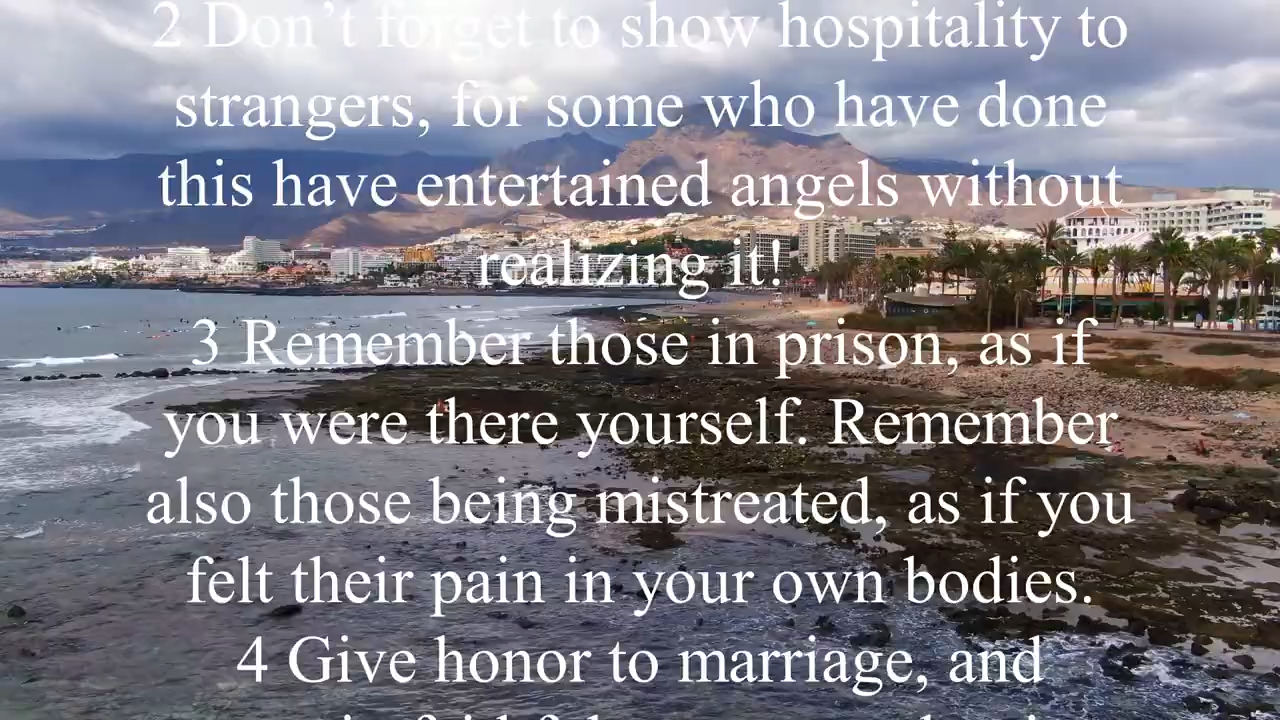 2 Don’t forget to show hospitality to
strangers, for some who have done
this have entertained angels without
realizing it!
3 Remember those in prison, as if
you were there yourself. Remember
also those being mistreated, as if you
felt their pain in your own bodies.
4 Give honor to marriage, and